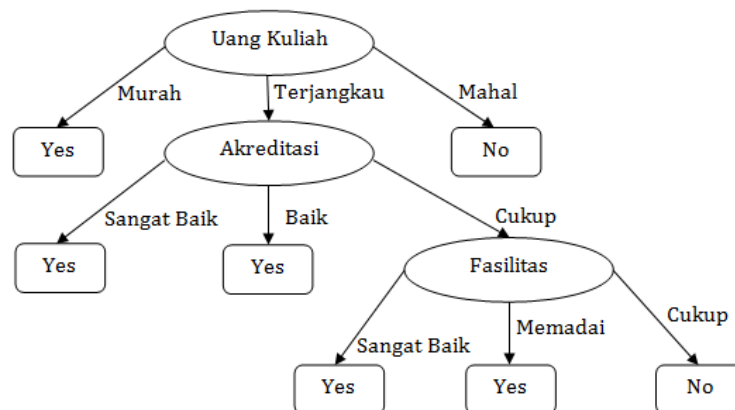 Uang Kuliah
Murah
Terjangkau
Mahal
Yes
Akreditasi
No
Sangat Baik
Baik
Cukup
Yes
Yes
Fasilitas
Sangat Baik
Memadai
Cukup
Yes
Yes
No